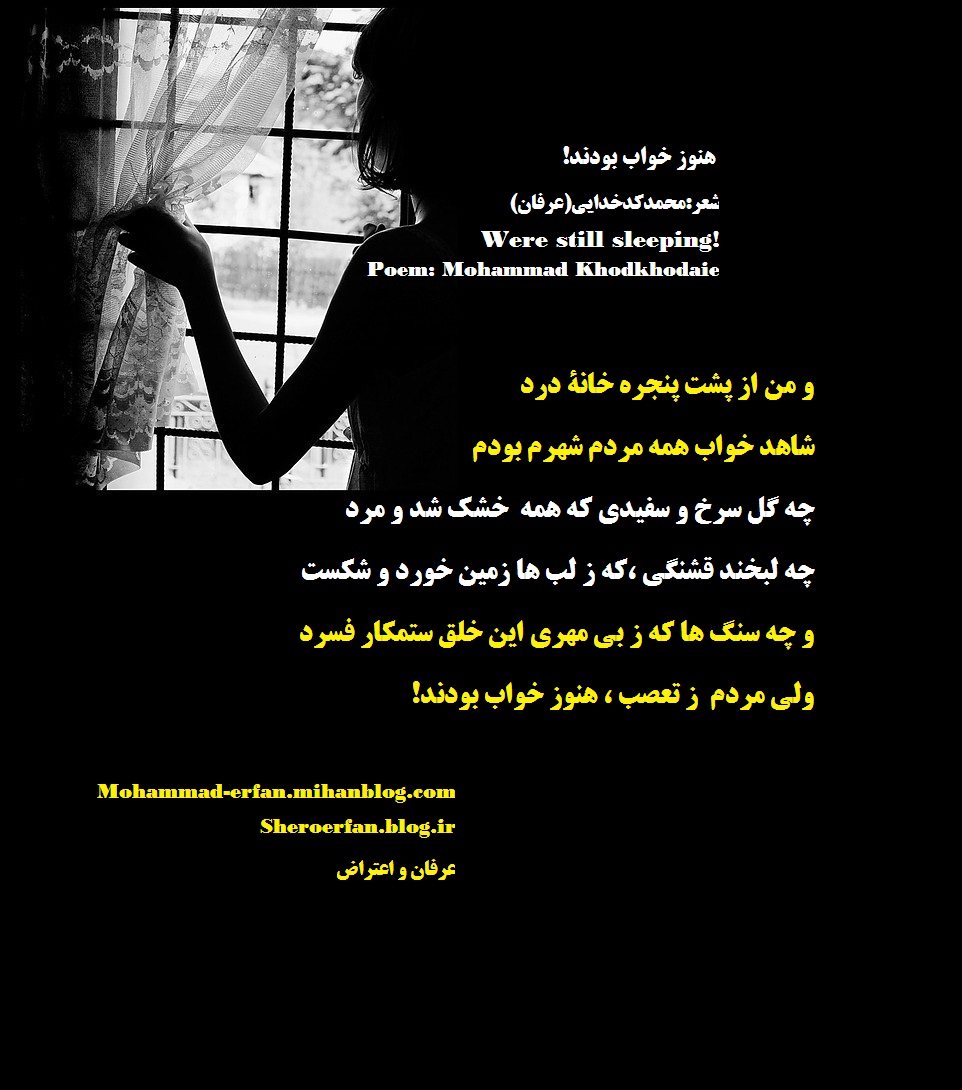 هنوز خواب بودند!
شعر:محمدکدخدایی(عرفان)
Were still sleeping!
Poem: Mohammad Khodkhodaie
و من از پشت پنجره خانهٔ درد
شاهد خواب همه مردم شهرم بودم
چه گل سرخ و سفیدی که همه خشک شد و مرد
چه لبخند قشنگی ،که ز لب ها زمین خورد و شکست
و چه سنگ ها که ز بی مهری این خلق ستمکار فسرد
ولی مردم ز تعصب ، هنوز خواب بودند!
Mohammad-erfan.mihanblog.com
Sheroerfan.blog.ir
عرفان و اعتراض